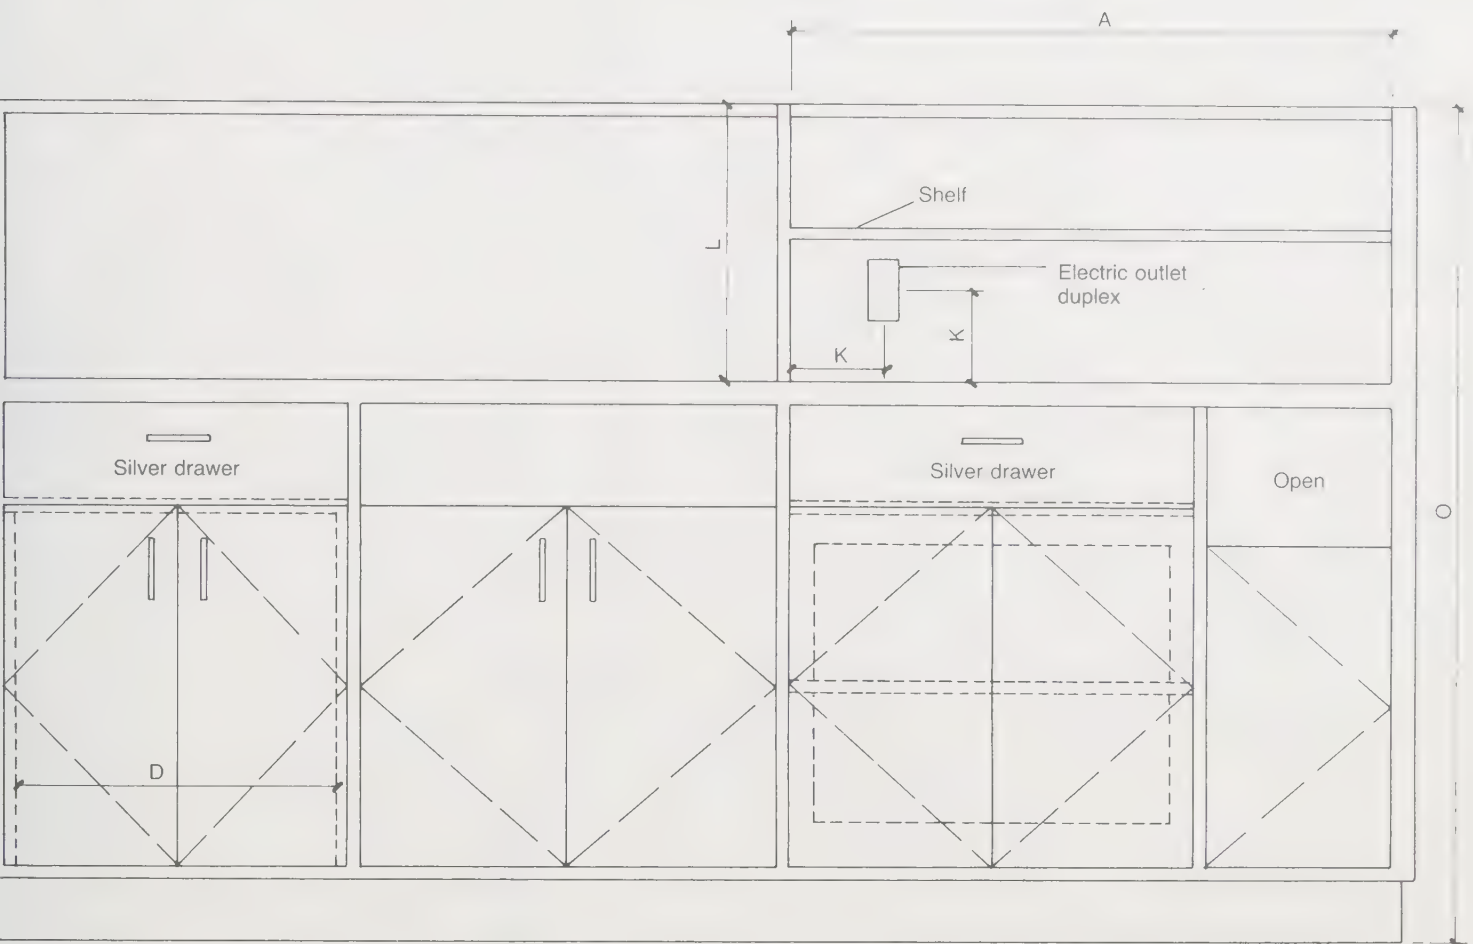 A
Shelf
L
Electric outlet
duplex
K
K
Silver drawer
Silver drawer
Open
O
D